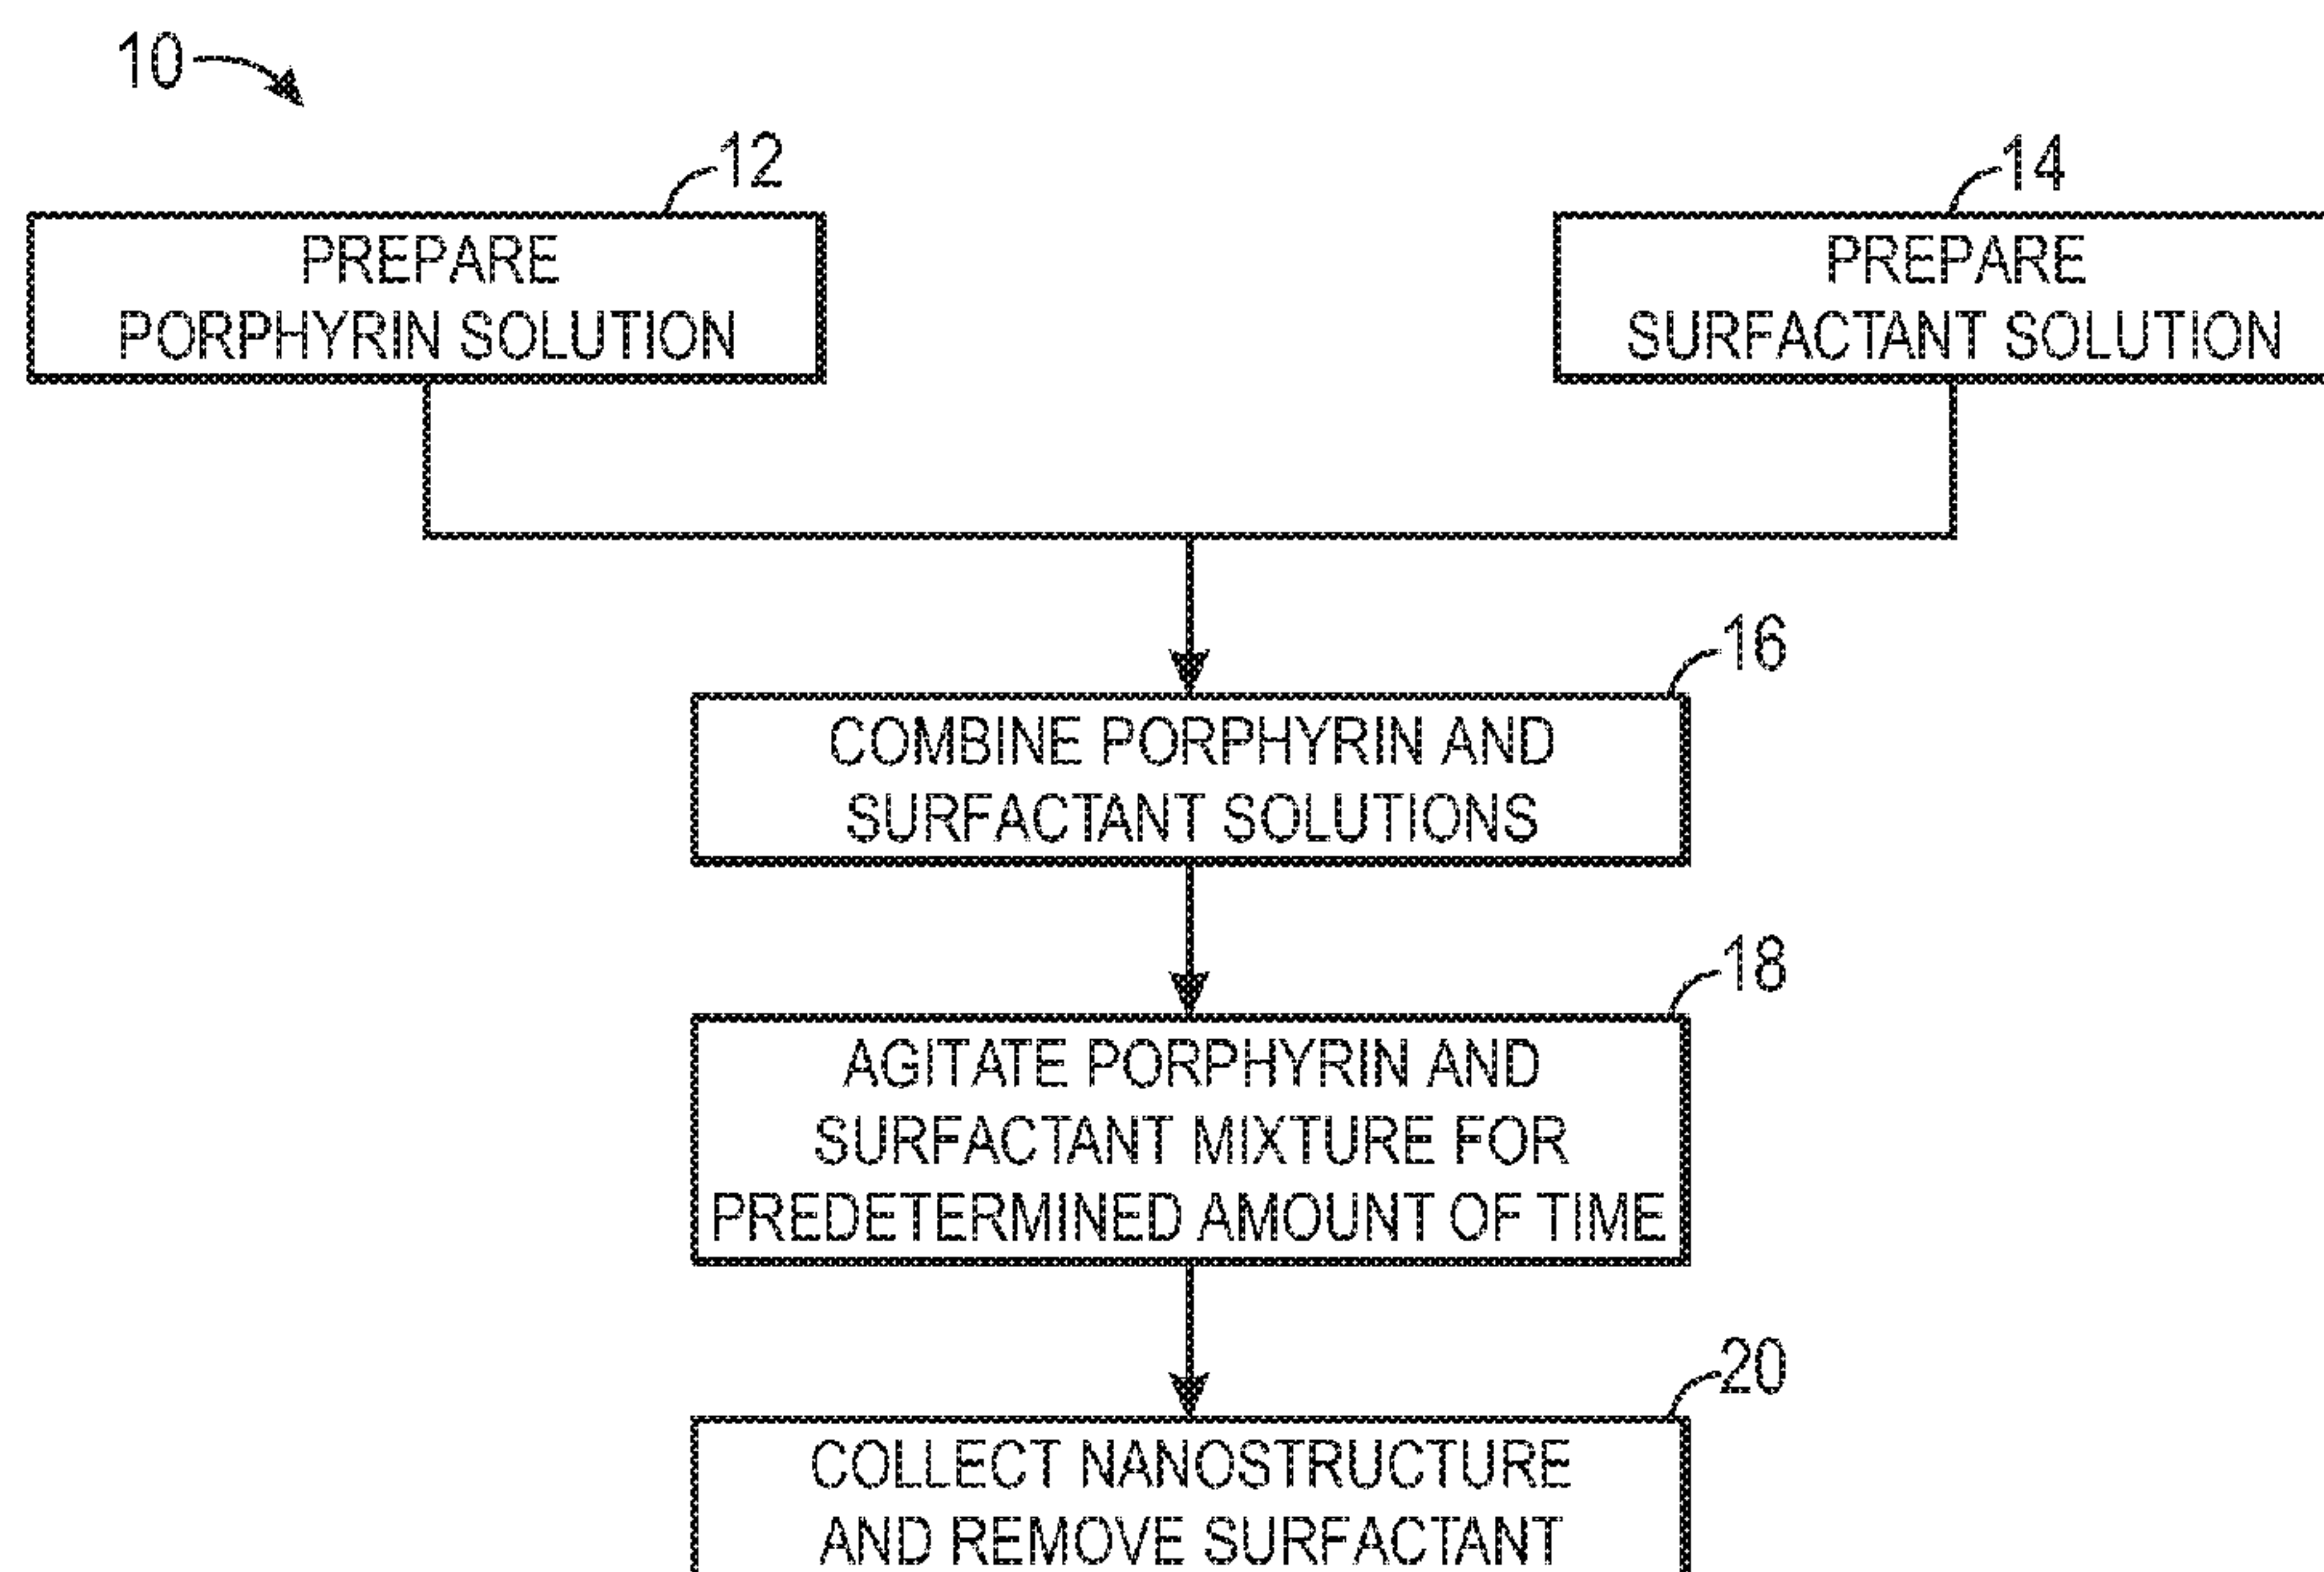 10
12
14
PREPARE
PORPHYRIN SOLUTION
PREPARE
SURFACTANT SOLUTION
16
COMBINE PORPHYRIN AND
SURFACTANT SOLUTIONS
18
AGITATE PORPHYRIN AND
SURFACTANT MIXTURE FOR
PREDETERMINED AMOUNT OF TIME
20
COLLECT NANOSTRUCTURE
AND REMOVE SURFACTANT